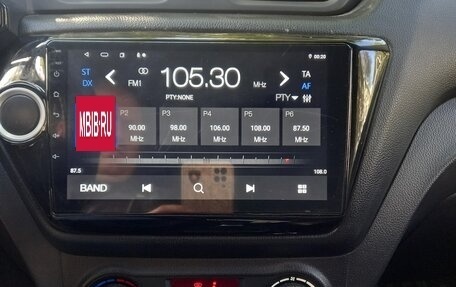 00:20
ST
DX
FM1
105.30
MHz
TA
AF
PTY:NONE
PTY
MBIB.RU
P2
90.00
MHz
P3
98.00
MHz
P4
106.00
MHz
P5
108.00
MHz
P6
87.50
MHz
87.5
108.0
BAND